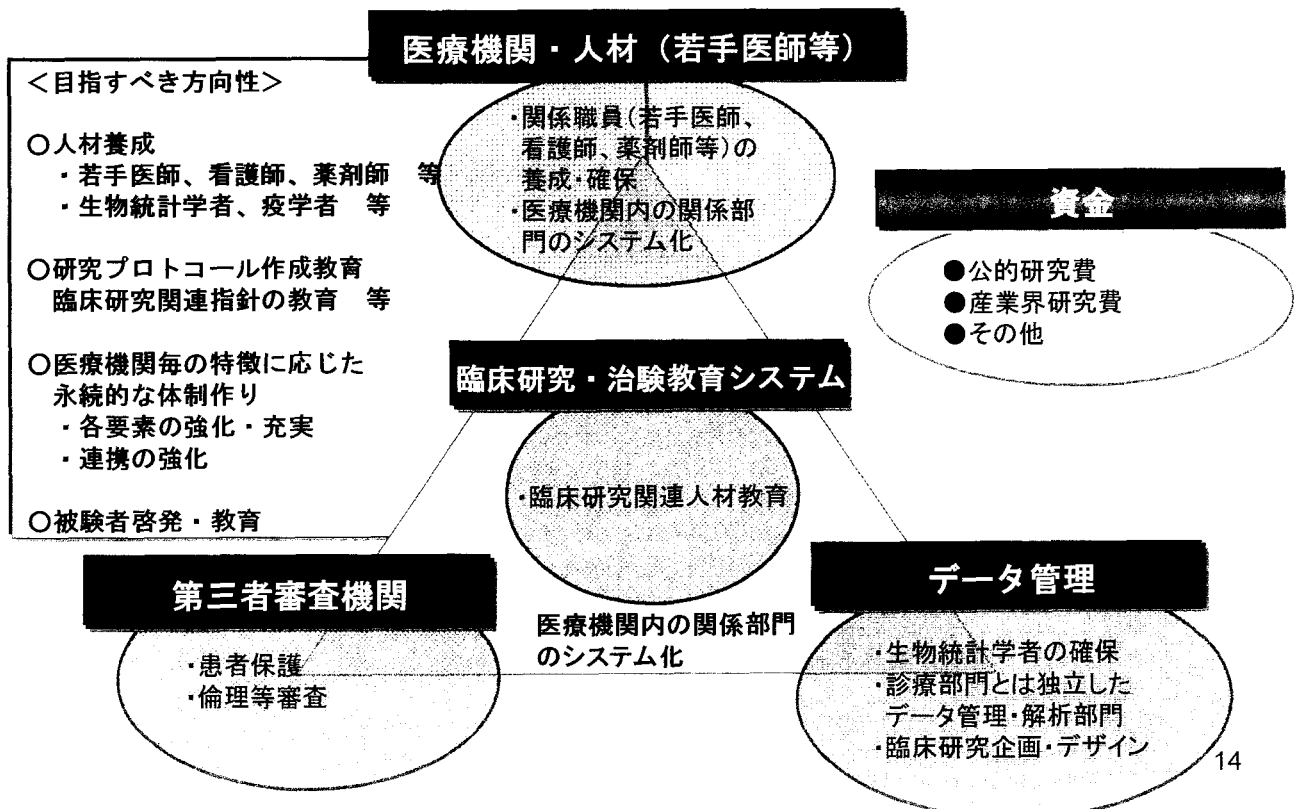 医療機関・人材（若手医師等）
＜目指すべき方向性＞
○人材養成
・若手医師、看護師、薬剤師　等
・生物統計学者、疫学者　等
○研究プロトコール作成教育
臨床研究関連指針の教育　等
○医療機関毎の特徴に応じた
永続的な体制作り
・各要素の強化・充実
・連携の強化
○被験者啓発・教育
・関係職員（若手医師、
看護師、薬剤師等）の
養成・確保
・医療機関内の関係部
門のシステム化
資金
●公的研究費
●産業界研究費
●その他
臨床研究・治験教育システム
・臨床研究関連人材教育
第三者審査機関
・患者保護
・倫理等審査
医療機関内の関係部門
のシステム化
データ管理
・生物統計学者の確保
・診療部門とは独立した
データ管理・解析部門
・臨床研究企画・デザイン
14